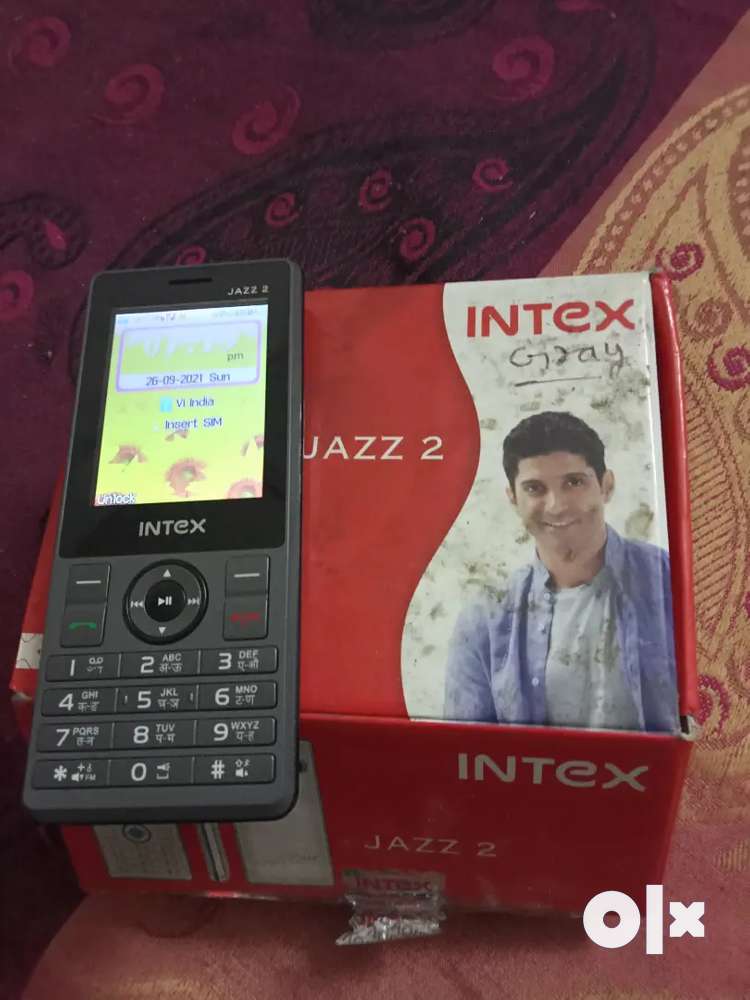 JAZZ 2
pm
26-09-2021 Sun
Vi India
Insert SIM
Unlock
INTEX
1
2 ABC
अ-ऊ
3 DEF
ए-औ
4 GHI
क-ङ
5 JKL
च-ञ
6 MNO
ट-ण
7 PQRS
त-न
8 TUV
प-म
9 WXYZ
य-ह
* + FM
0
#
INTEX
Gray
JAZZ 2
INTEX
JAZZ 2
INTEX
olx